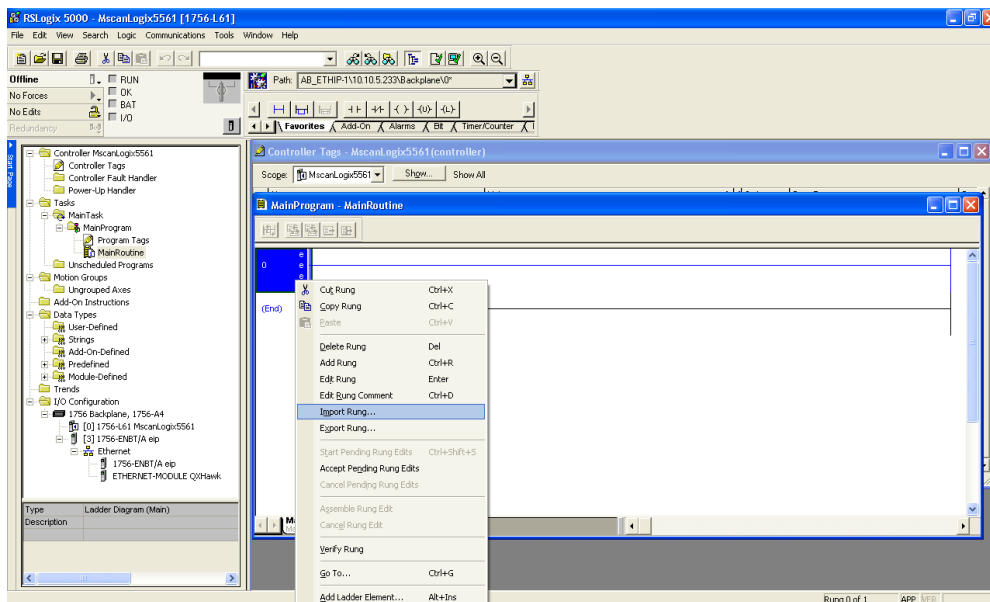 RSLogix 5000 - MscanLogix5561 [1756-L61]
File Edit View Search Logic Communications Tools Window Help
Offline RUN
No Forces OK
No Edits BAT
Redundancy I/O
Path: AB_ETHIP-1\10.10.5.233\Backplane\0*
Favorites Add-On Alarms Bit Timer/Counter
Start Page
Controller MscanLogix5561
Controller Tags
Controller Fault Handler
Power-Up Handler
Tasks
MainTask
MainProgram
Program Tags
MainRoutine
Unscheduled Programs
Motion Groups
Ungrouped Axes
Add-On Instructions
Data Types
User-Defined
Strings
Add-On-Defined
Predefined
Module-Defined
Trends
I/O Configuration
1756 Backplane, 1756-A4
[0] 1756-L61 MscanLogix5561
[3] 1756-ENBT/A eip
Ethernet
1756-ENBT/A eip
ETHERNET-MODULE QXHawk
Type Ladder Diagram (Main)
Description
Controller Tags - MscanLogix5561(controller)
Scope: MscanLogix5561 Show... Show All
MainProgram - MainRoutine
0
e
e
e
(End)
Cut Rung Ctrl+X
Copy Rung Ctrl+C
Paste Ctrl+V
Delete Rung Del
Add Rung Ctrl+R
Edit Rung Enter
Edit Rung Comment Ctrl+D
Import Rung...
Export Rung...
Start Pending Rung Edits Ctrl+Shift+S
Accept Pending Rung Edits
Cancel Pending Rung Edits
Assemble Rung Edit
Cancel Rung Edit
Verify Rung
Go To... Ctrl+G
Add Ladder Element... Alt+Ins
Rung 0 of 1 APP VER